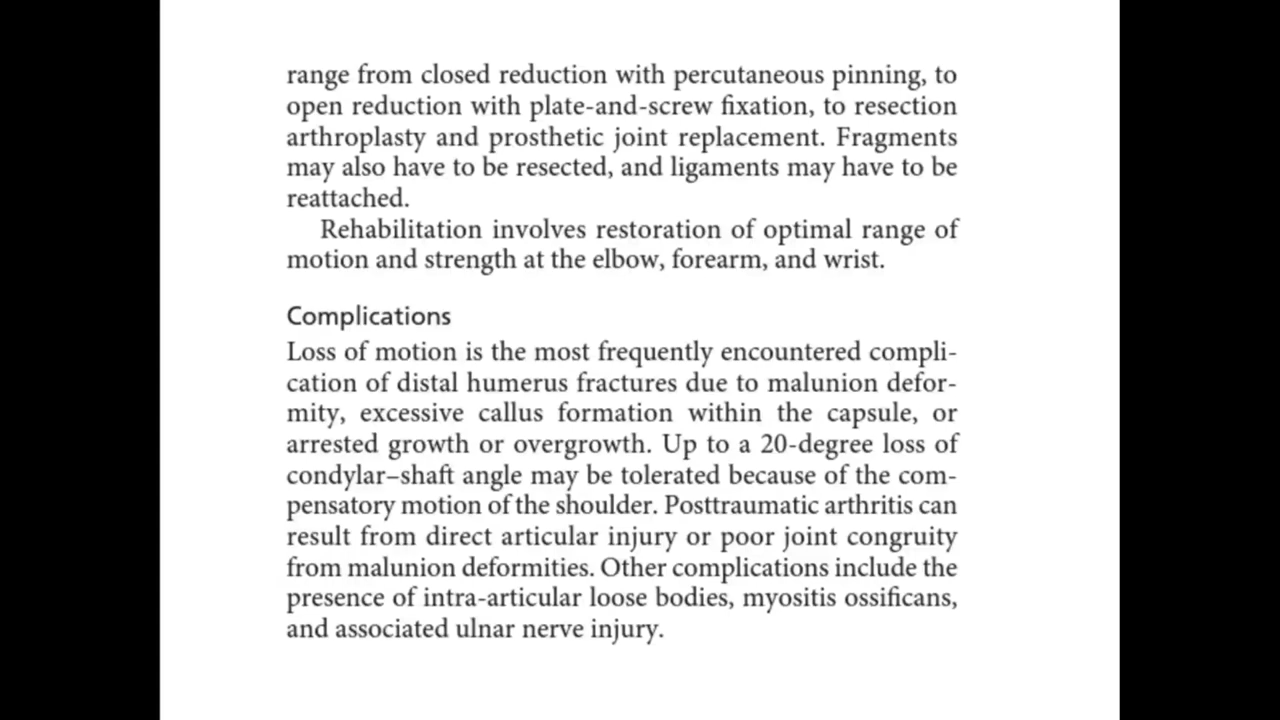 range from closed reduction with percutaneous pinning, to
open reduction with plate-and-screw fixation, to resection
arthroplasty and prosthetic joint replacement. Fragments
may also have to be resected, and ligaments may have to be
reattached.
Rehabilitation involves restoration of optimal range of
motion and strength at the elbow, forearm, and wrist.
Complications
Loss of motion is the most frequently encountered compli-
cation of distal humerus fractures due to malunion defor-
mity, excessive callus formation within the capsule, or
arrested growth or overgrowth. Up to a 20-degree loss of
condylar–shaft angle may be tolerated because of the com-
pensatory motion of the shoulder. Posttraumatic arthritis can
result from direct articular injury or poor joint congruity
from malunion deformities. Other complications include the
presence of intra-articular loose bodies, myositis ossificans,
and associated ulnar nerve injury.